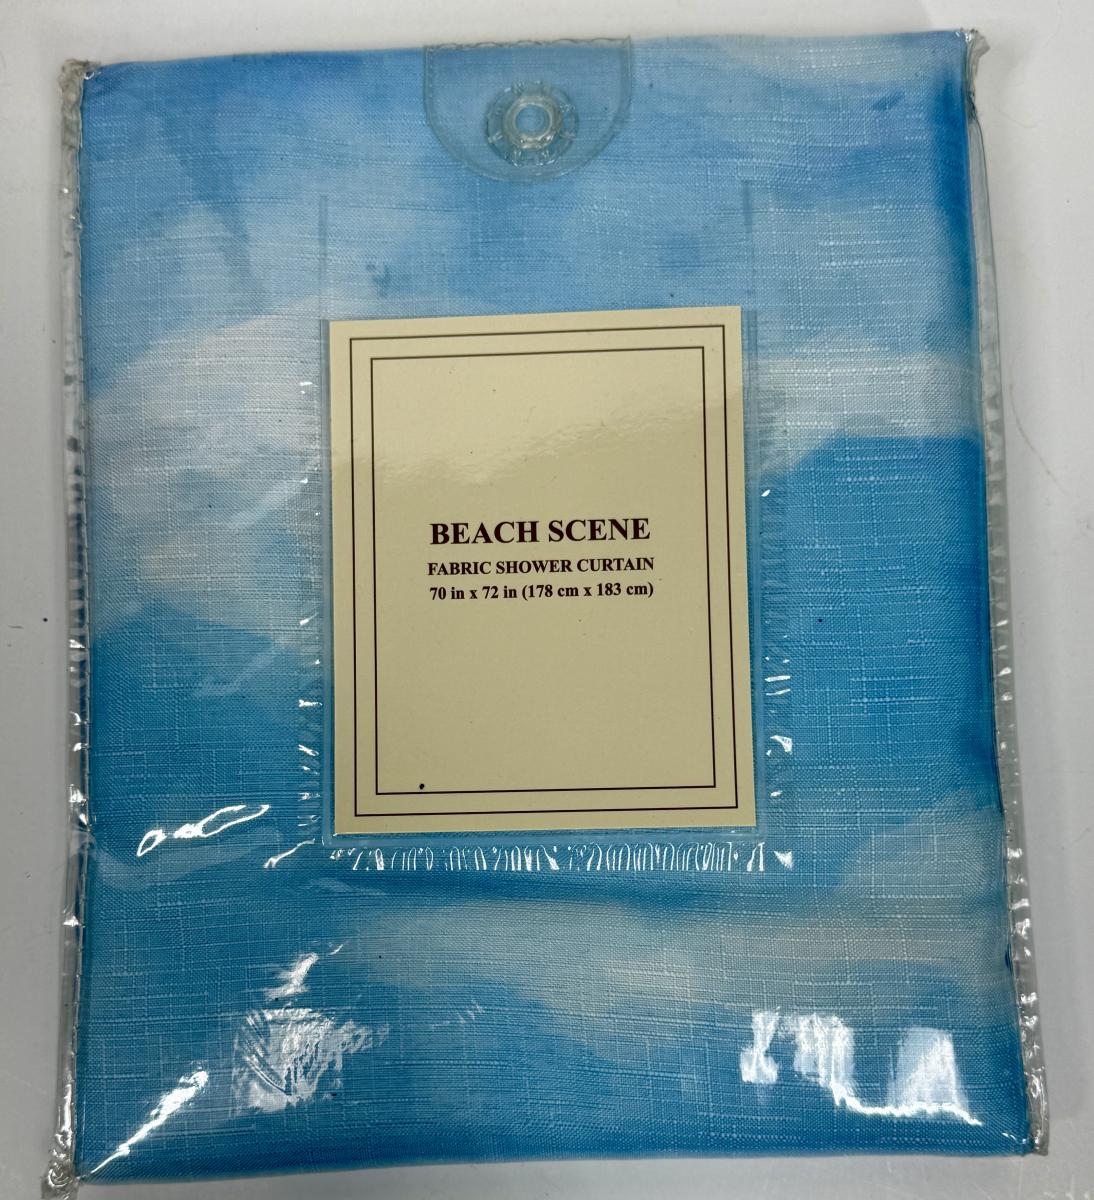 BEACH SCENE
FABRIC SHOWER CURTAIN
70 in x 72 in (178 cm x 183 cm)